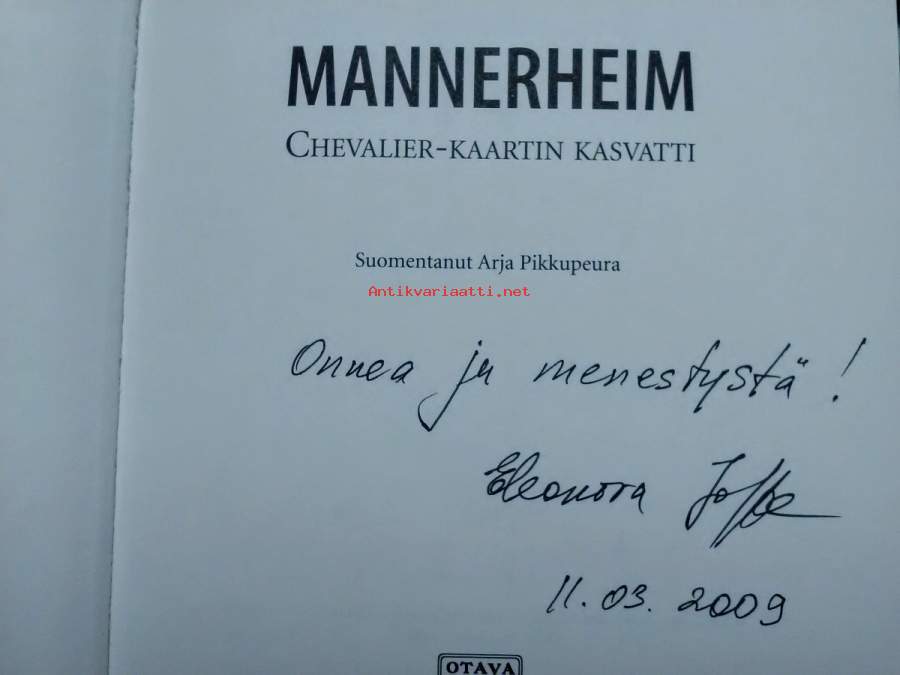 MANNERHEIM
CHEVALIER-KAARTIN KASVATTI
Suomentanut Arja Pikkupeura
Antikvariaatti.net
Onnea ja menestystä!
Eleonora Joffe
11.03.2009
OTAVA